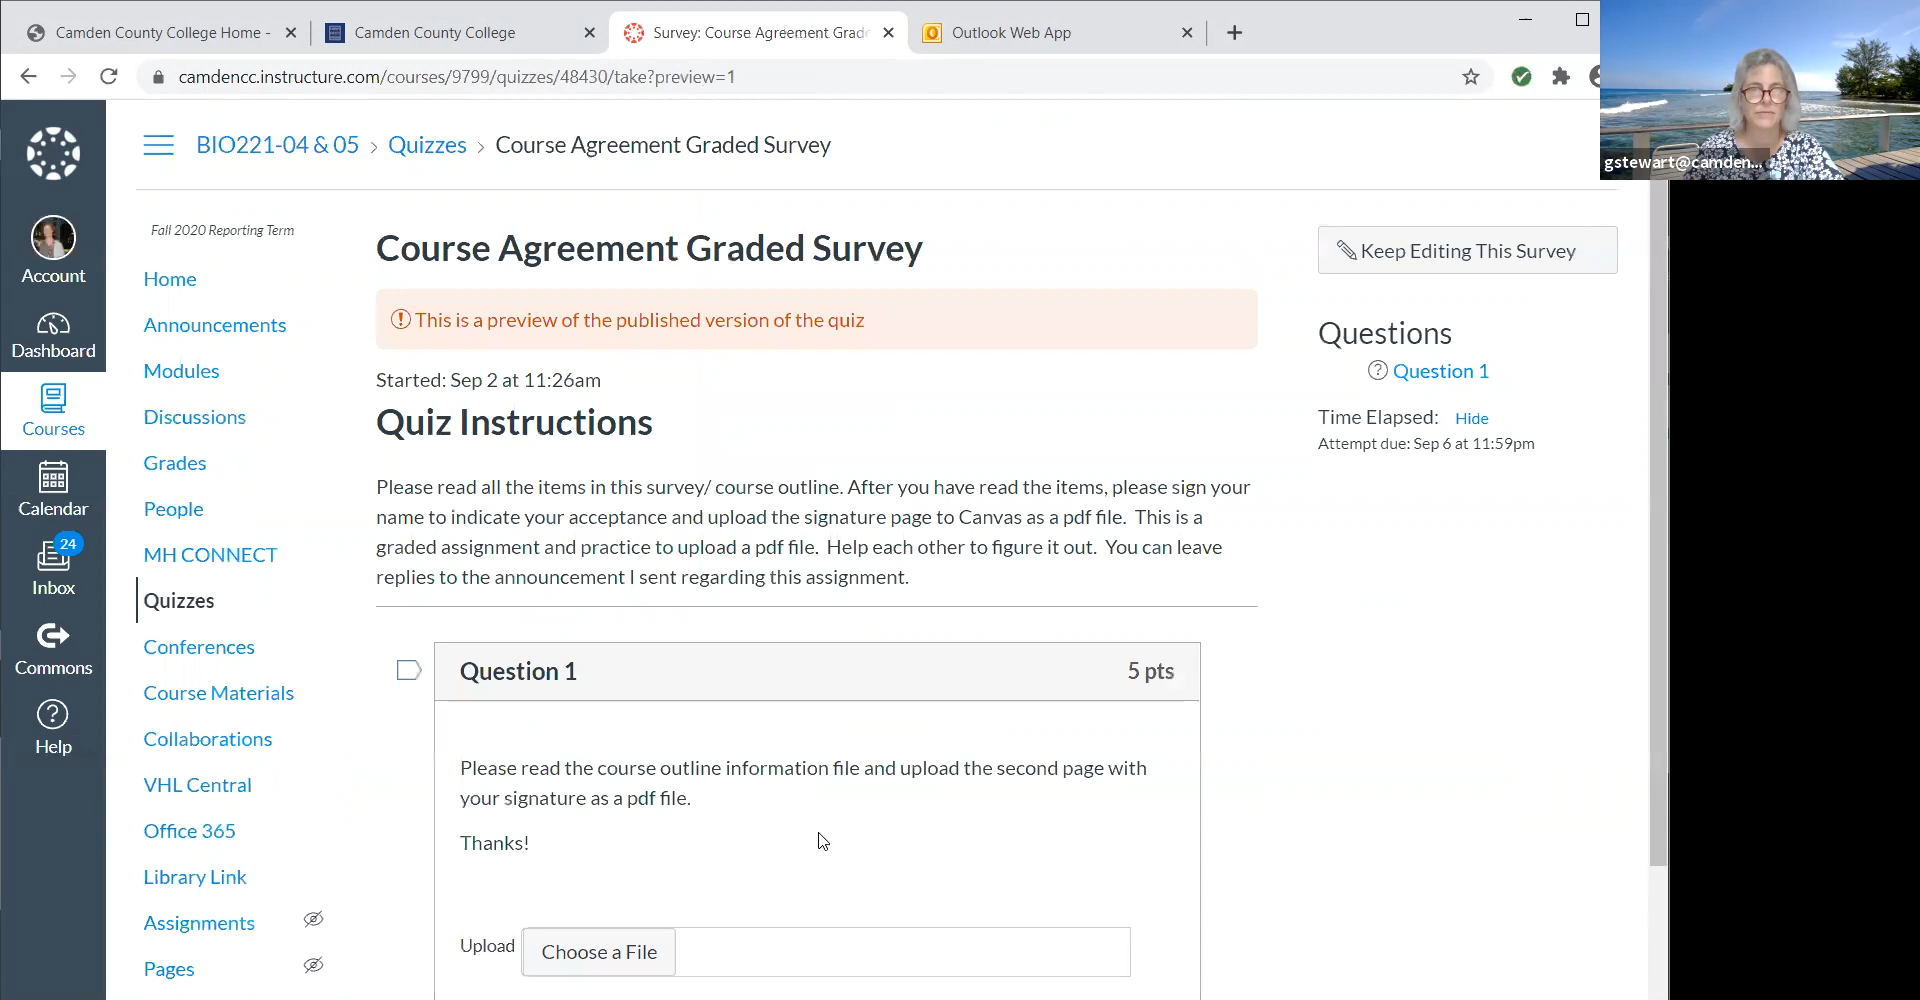 Camden County College Home -
Camden County College
Survey: Course Agreement Grade
Outlook Web App
camdencc.instructure.com/courses/9799/quizzes/48430/take?preview=1
gstewart@camden...
BIO221-04 & 05 > Quizzes > Course Agreement Graded Survey
Account
Dashboard
Courses
Calendar
24
Inbox
Commons
Help
Fall 2020 Reporting Term
Home
Announcements
Modules
Discussions
Grades
People
MH CONNECT
Quizzes
Conferences
Course Materials
Collaborations
VHL Central
Office 365
Library Link
Assignments
Pages
Course Agreement Graded Survey
This is a preview of the published version of the quiz
Started: Sep 2 at 11:26am
Quiz Instructions
Please read all the items in this survey/ course outline. After you have read the items, please sign your
name to indicate your acceptance and upload the signature page to Canvas as a pdf file. This is a
graded assignment and practice to upload a pdf file. Help each other to figure it out. You can leave
replies to the announcement I sent regarding this assignment.
Question 1
5 pts
Please read the course outline information file and upload the second page with
your signature as a pdf file.
Thanks!
Upload
Choose a File
Keep Editing This Survey
Questions
Question 1
Time Elapsed: Hide
Attempt due: Sep 6 at 11:59pm